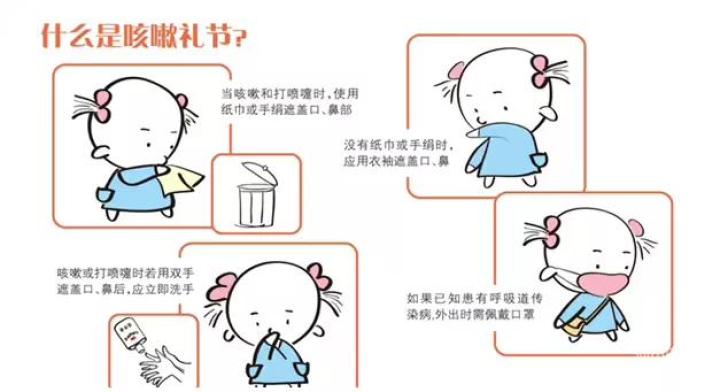 什么是咳嗽礼节?
当咳嗽和打喷嚏时,使用
纸巾或手绢遮盖口、鼻部
没有纸巾或手绢时,
应用衣袖遮盖口、鼻
咳嗽或打喷嚏时若用双手
遮盖口、鼻后,应立即洗手
如果已知患有呼吸道传
染病,外出时需佩戴口罩